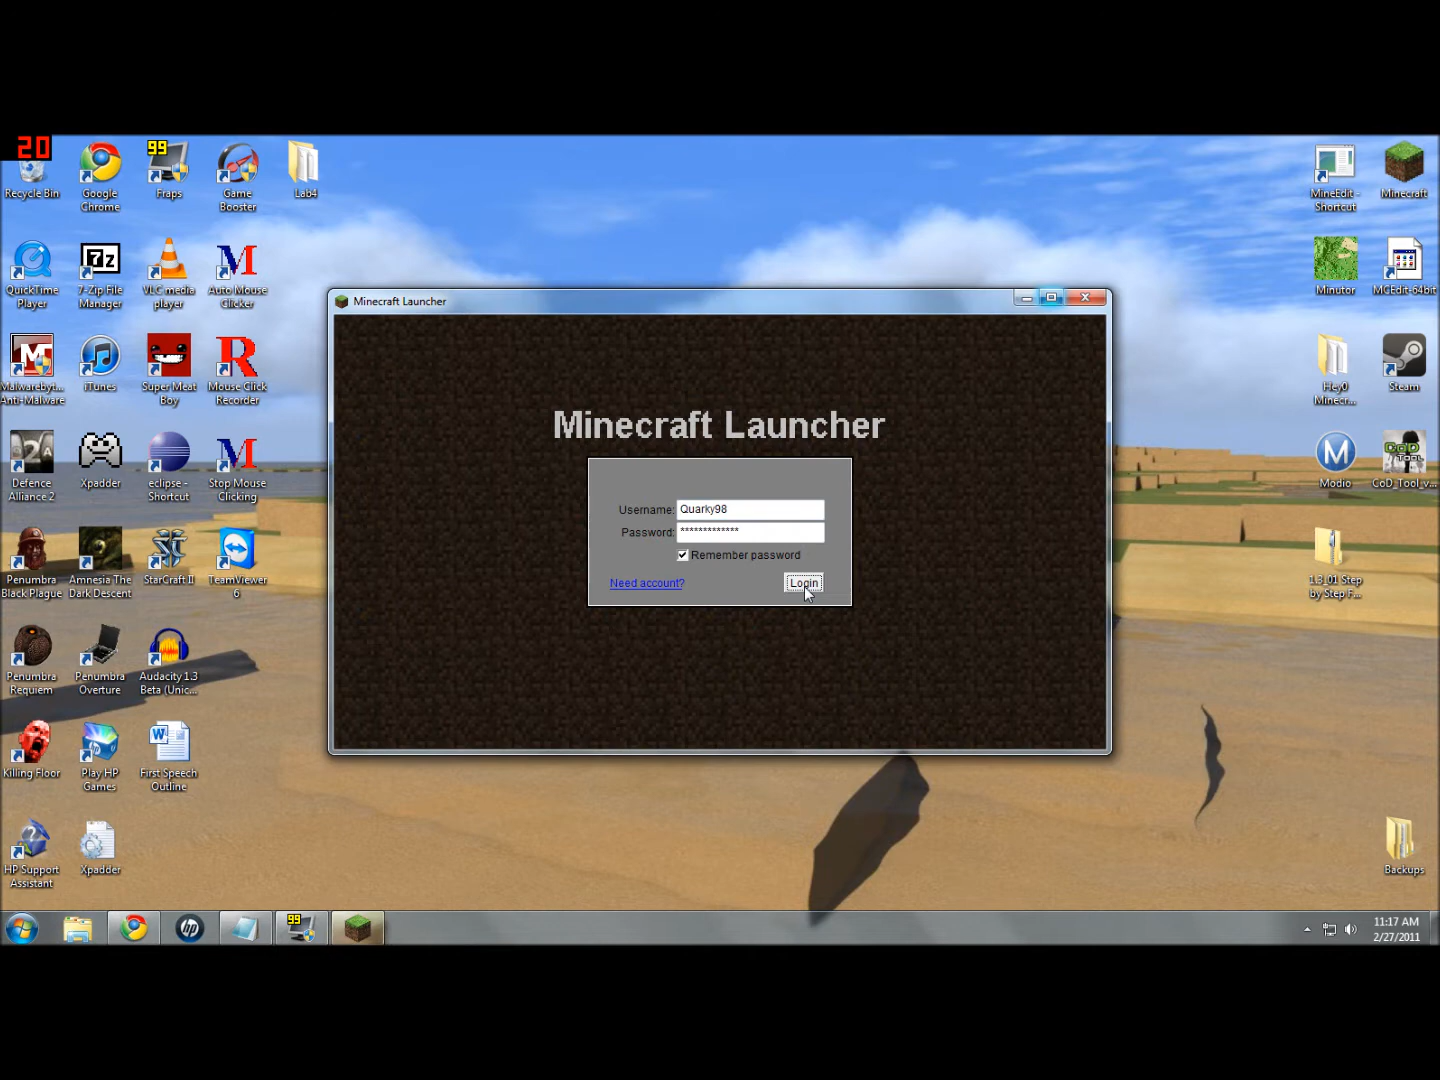 20
99
Recycle Bin
Google
Chrome
Fraps
Game
Booster
Lab4
MineEdit -
Shortcut
Minecraft
QuickTime
Player
7z
7-Zip File
Manager
VLC media
player
M
Auto Mouse
Clicker
Minutor
MCEdit-64bit
Minecraft Launcher
Malwarebyt...
Anti-Malware
iTunes
Super Meat
Boy
R
Mouse Click
Recorder
Hey0
Minecr...
Steam
Minecraft Launcher
Defence
Alliance 2
Xpadder
eclipse -
Shortcut
M
Stop Mouse
Clicking
M
Modio
CoD_Tool_v...
Username: Quarky98
Password: *************
Remember password
Need account?
Login
Penumbra
Black Plague
Amnesia The
Dark Descent
StarCraft II
TeamViewer
6
1.3_01 Step
by Step F...
Penumbra
Requiem
Penumbra
Overture
Audacity 1.3
Beta (Unic...
Killing Floor
Play HP
Games
First Speech
Outline
HP Support
Assistant
Xpadder
Backups
hp
99
11:17 AM
2/27/2011